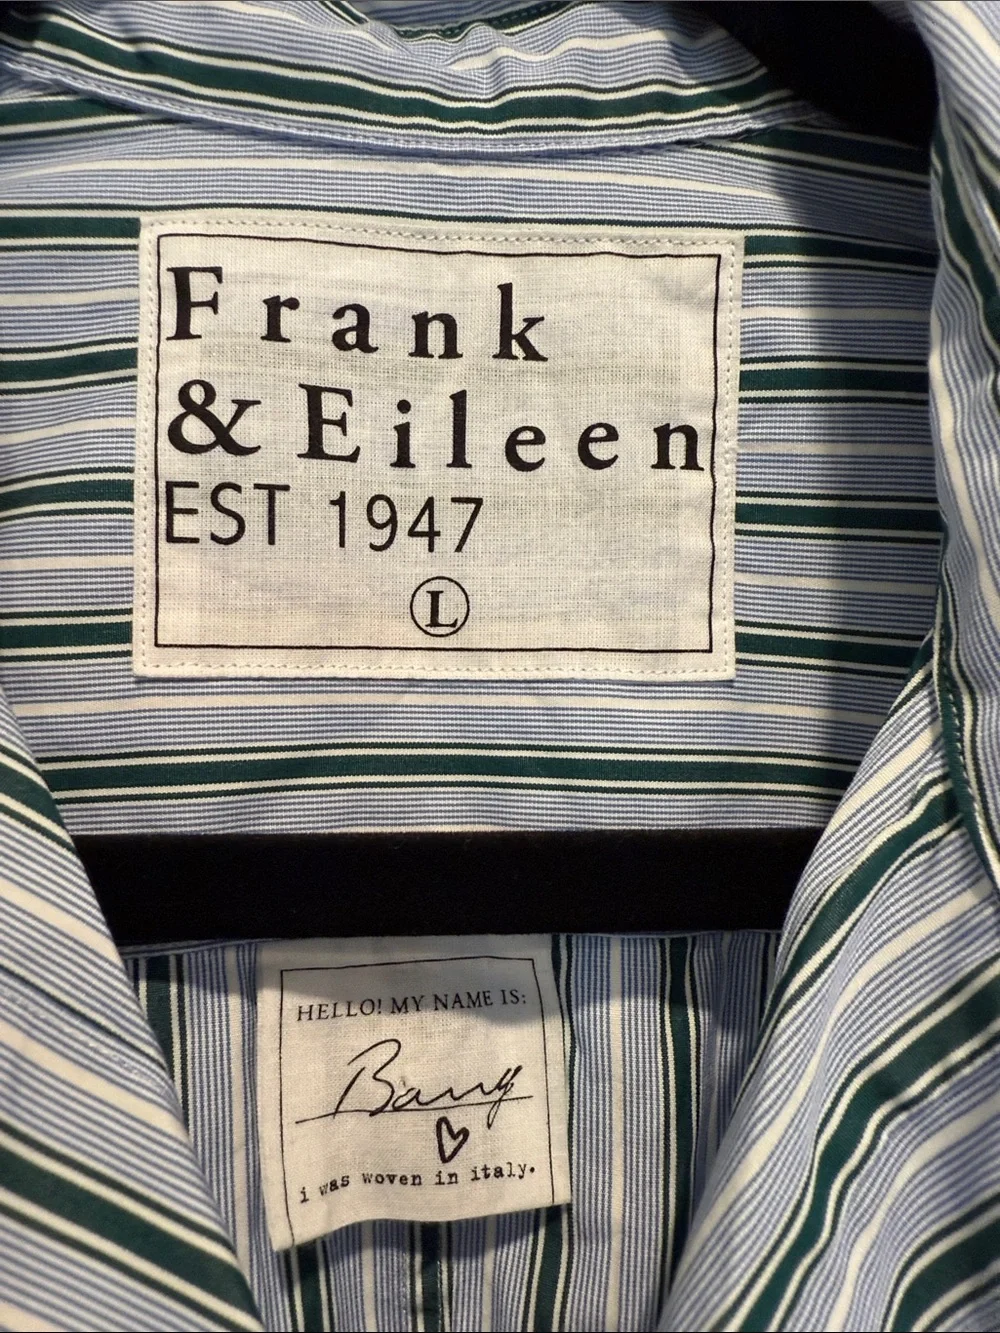 Frank
& Eileen
EST 1947
L
HELLO! MY NAME IS:
Barry
i was woven in italy.